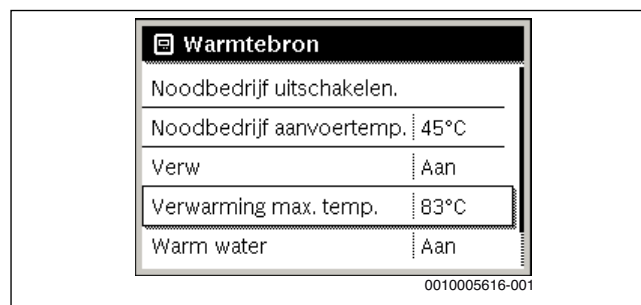 Warmtebron
Noodbedrijf uitschakelen.
Noodbedrijf aanvoertemp. 45°C
Verw Aan
Verwarming max. temp. 83°C
Warm water Aan
0010005616-001